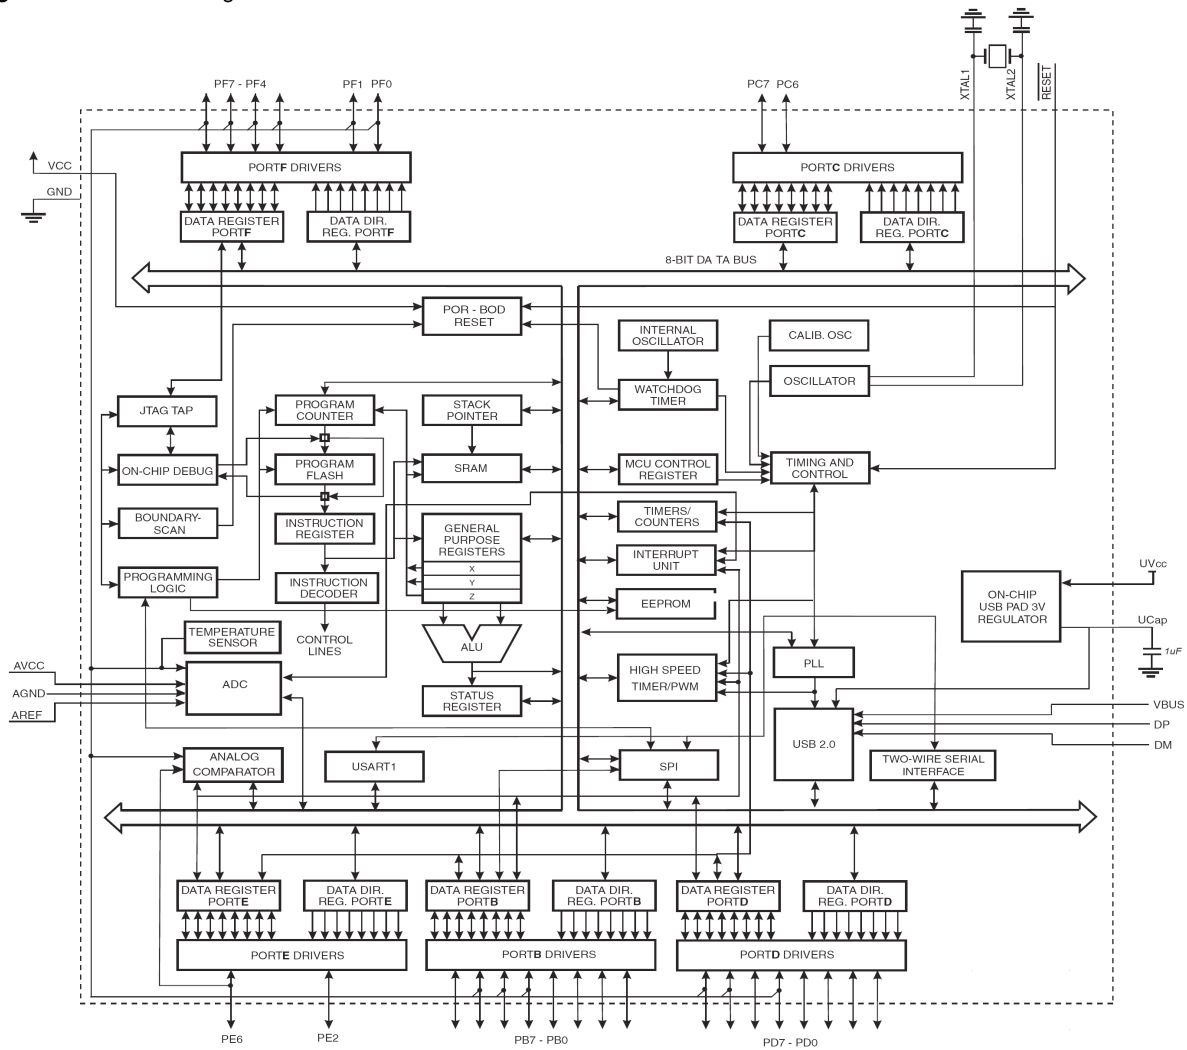 XTAL1
XTAL2
RESET
PF7 - PF4
PF1
PF0
PC7
PC6
VCC
GND
PORTF DRIVERS
PORTC DRIVERS
DATA REGISTER
PORTF
DATA DIR.
REG. PORTF
DATA REGISTER
PORTC
DATA DIR.
REG. PORTC
8-BIT DA TA BUS
POR - BOD
RESET
INTERNAL
OSCILLATOR
CALIB. OSC
WATCHDOG
TIMER
OSCILLATOR
JTAG TAP
PROGRAM
COUNTER
STACK
POINTER
ON-CHIP DEBUG
PROGRAM
FLASH
SRAM
MCU CONTROL
REGISTER
TIMING AND
CONTROL
BOUNDARY-
SCAN
INSTRUCTION
REGISTER
GENERAL
PURPOSE
REGISTERS
X
Y
Z
TIMERS/
COUNTERS
INTERRUPT
UNIT
PROGRAMMING
LOGIC
INSTRUCTION
DECODER
EEPROM
ON-CHIP
USB PAD 3V
REGULATOR
UVcc
UCap
1uF
TEMPERATURE
SENSOR
CONTROL
LINES
ALU
PLL
AVCC
AGND
AREF
ADC
STATUS
REGISTER
HIGH SPEED
TIMER/PWM
VBUS
DP
DM
ANALOG
COMPARATOR
USART1
SPI
USB 2.0
TWO-WIRE SERIAL
INTERFACE
DATA REGISTER
PORTE
DATA DIR.
REG. PORTE
DATA REGISTER
PORTB
DATA DIR.
REG. PORTB
DATA REGISTER
PORTD
DATA DIR.
REG. PORTD
PORTE DRIVERS
PORTB DRIVERS
PORTD DRIVERS
PE6
PE2
PB7 - PB0
PD7 - PD0